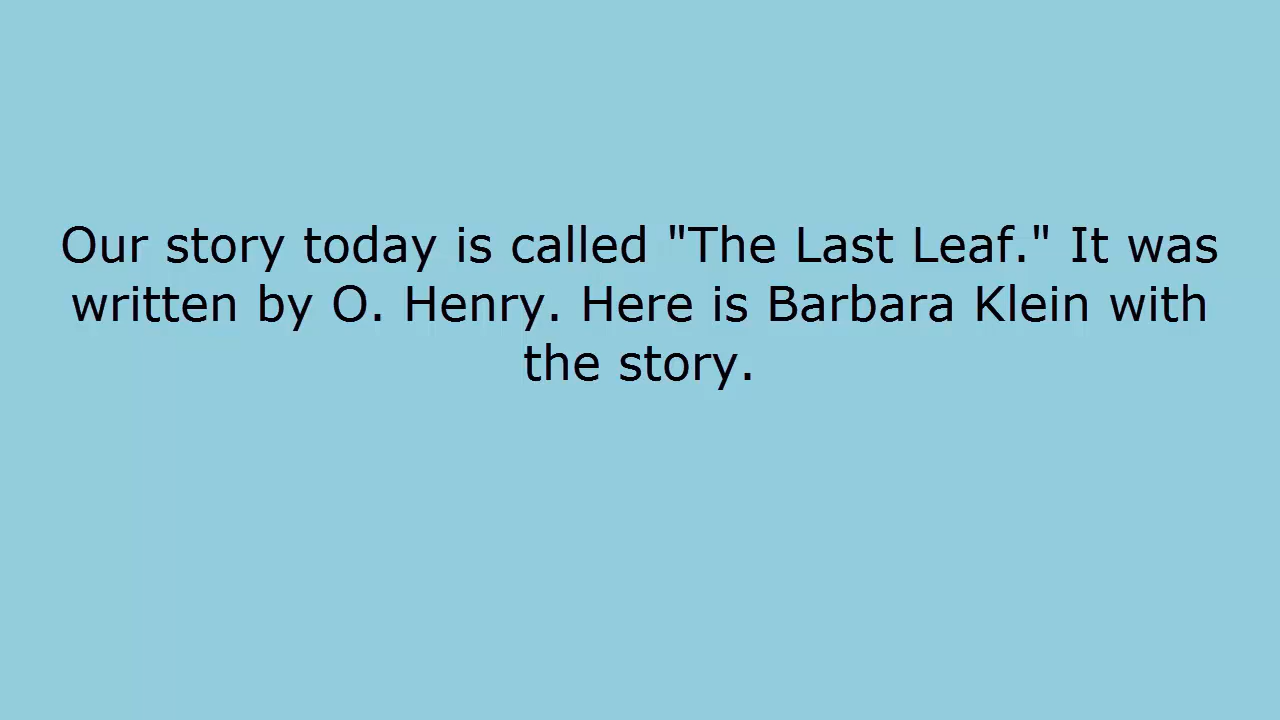 Our story today is called "The Last Leaf." It was
written by O. Henry. Here is Barbara Klein with
the story.